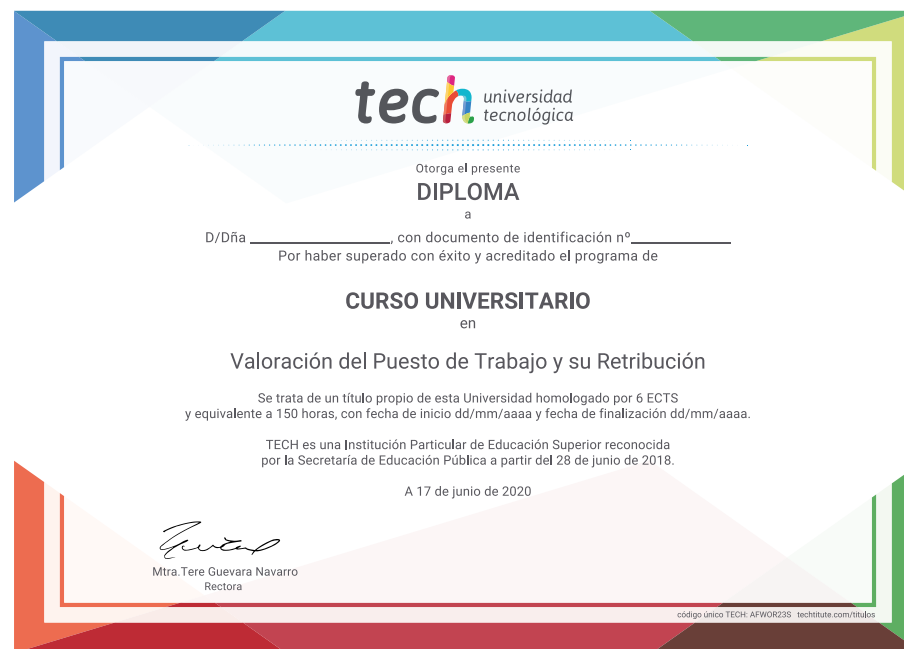 tech universidad
tecnológica
Otorga el presente
DIPLOMA
a
D/Dña ____________________, con documento de identificación nº______________
Por haber superado con éxito y acreditado el programa de
CURSO UNIVERSITARIO
en
Valoración del Puesto de Trabajo y su Retribución
Se trata de un título propio de esta Universidad homologado por 6 ECTS
y equivalente a 150 horas, con fecha de inicio dd/mm/aaaa y fecha de finalización dd/mm/aaaa.
TECH es una Institución Particular de Educación Superior reconocida
por la Secretaría de Educación Pública a partir del 28 de junio de 2018.
A 17 de junio de 2020
Mtra.Tere Guevara Navarro
Rectora
código único TECH: AFWOR23S techtitute.com/titulos